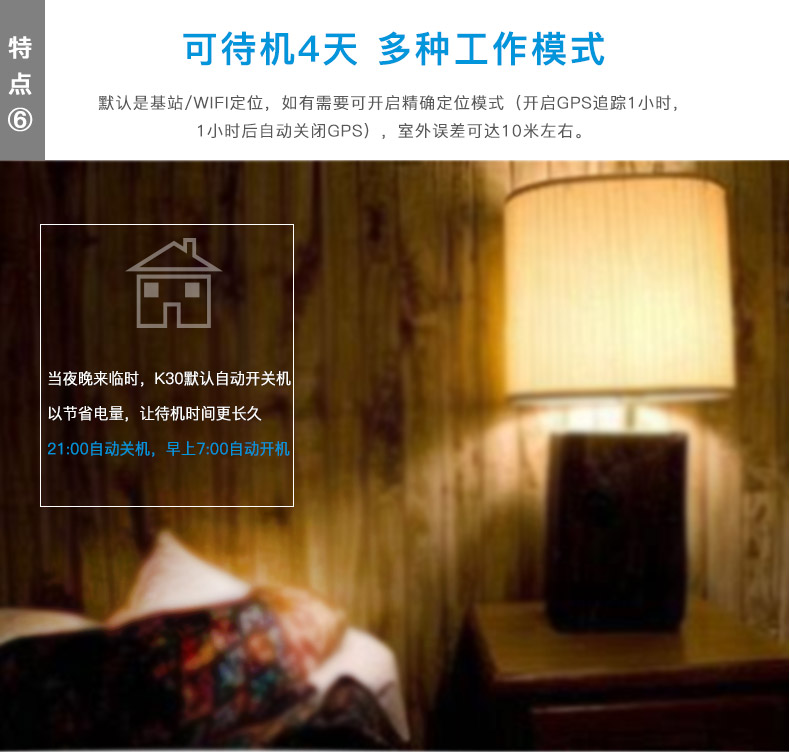 特
点
⑥
可待机4天 多种工作模式
默认是基站/WIFI定位，如有需要可开启精确定位模式（开启GPS追踪1小时，
1小时后自动关闭GPS），室外误差可达10米左右。
当夜晚来临时，K30默认自动开关机
以节省电量，让待机时间更长久
21:00自动关机，早上7:00自动开机